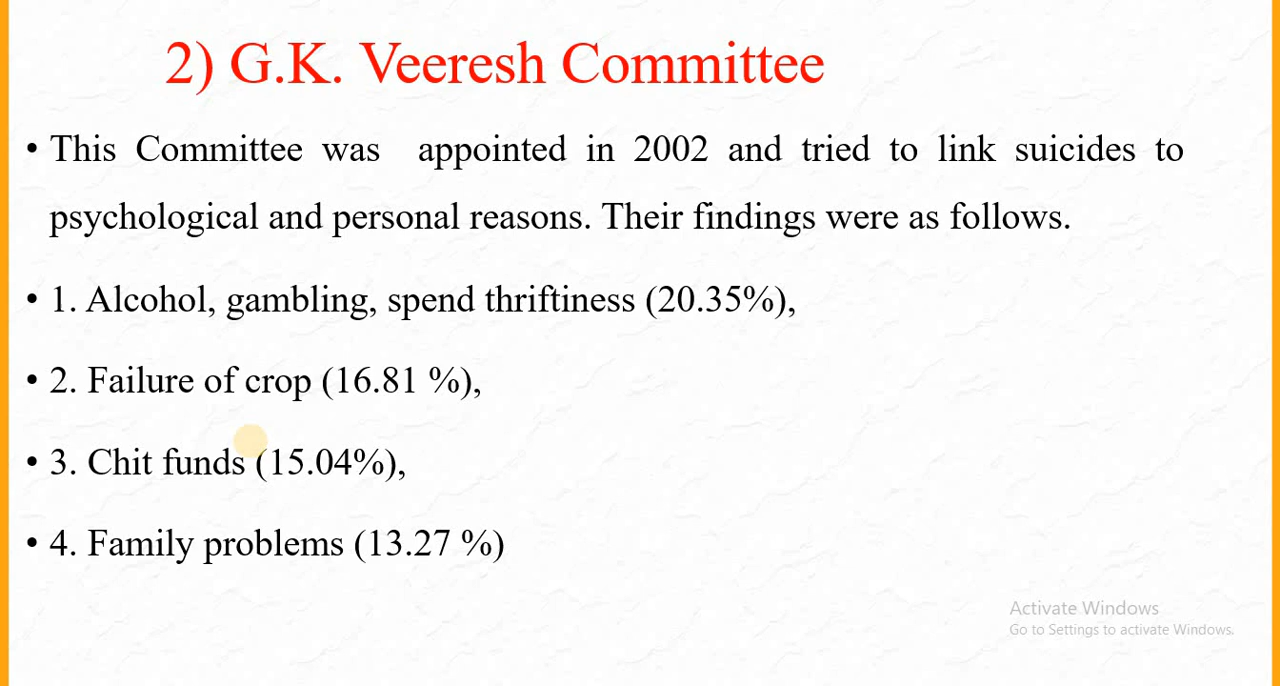 2) G.K. Veeresh Committee
• This Committee was appointed in 2002 and tried to link suicides to
psychological and personal reasons. Their findings were as follows.
• 1. Alcohol, gambling, spend thriftiness (20.35%),
• 2. Failure of crop (16.81 %),
• 3. Chit funds (15.04%),
• 4. Family problems (13.27 %)
Activate Windows
Go to Settings to activate Windows.